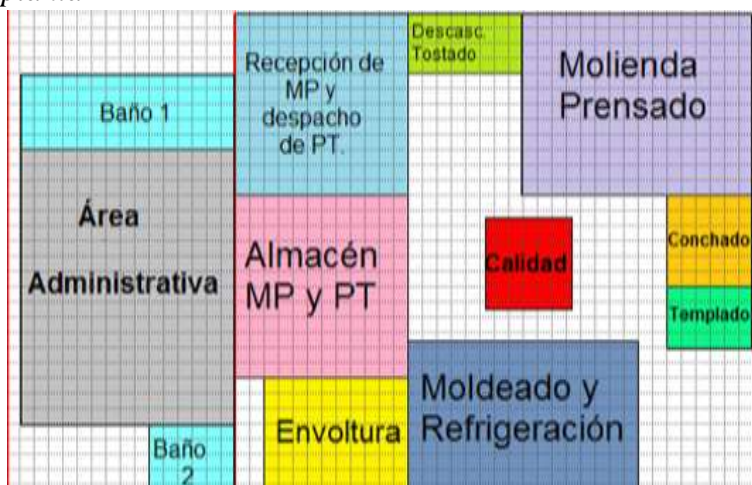 Descasc.
Tostado
Recepción de
MP y
despacho
de PT.
Molienda
Prensado
Baño 1
Área
Administrativa
Almacén
MP y PT
Calidad
Conchado
Templado
Envoltura
Moldeado y
Refrigeración
Baño
2